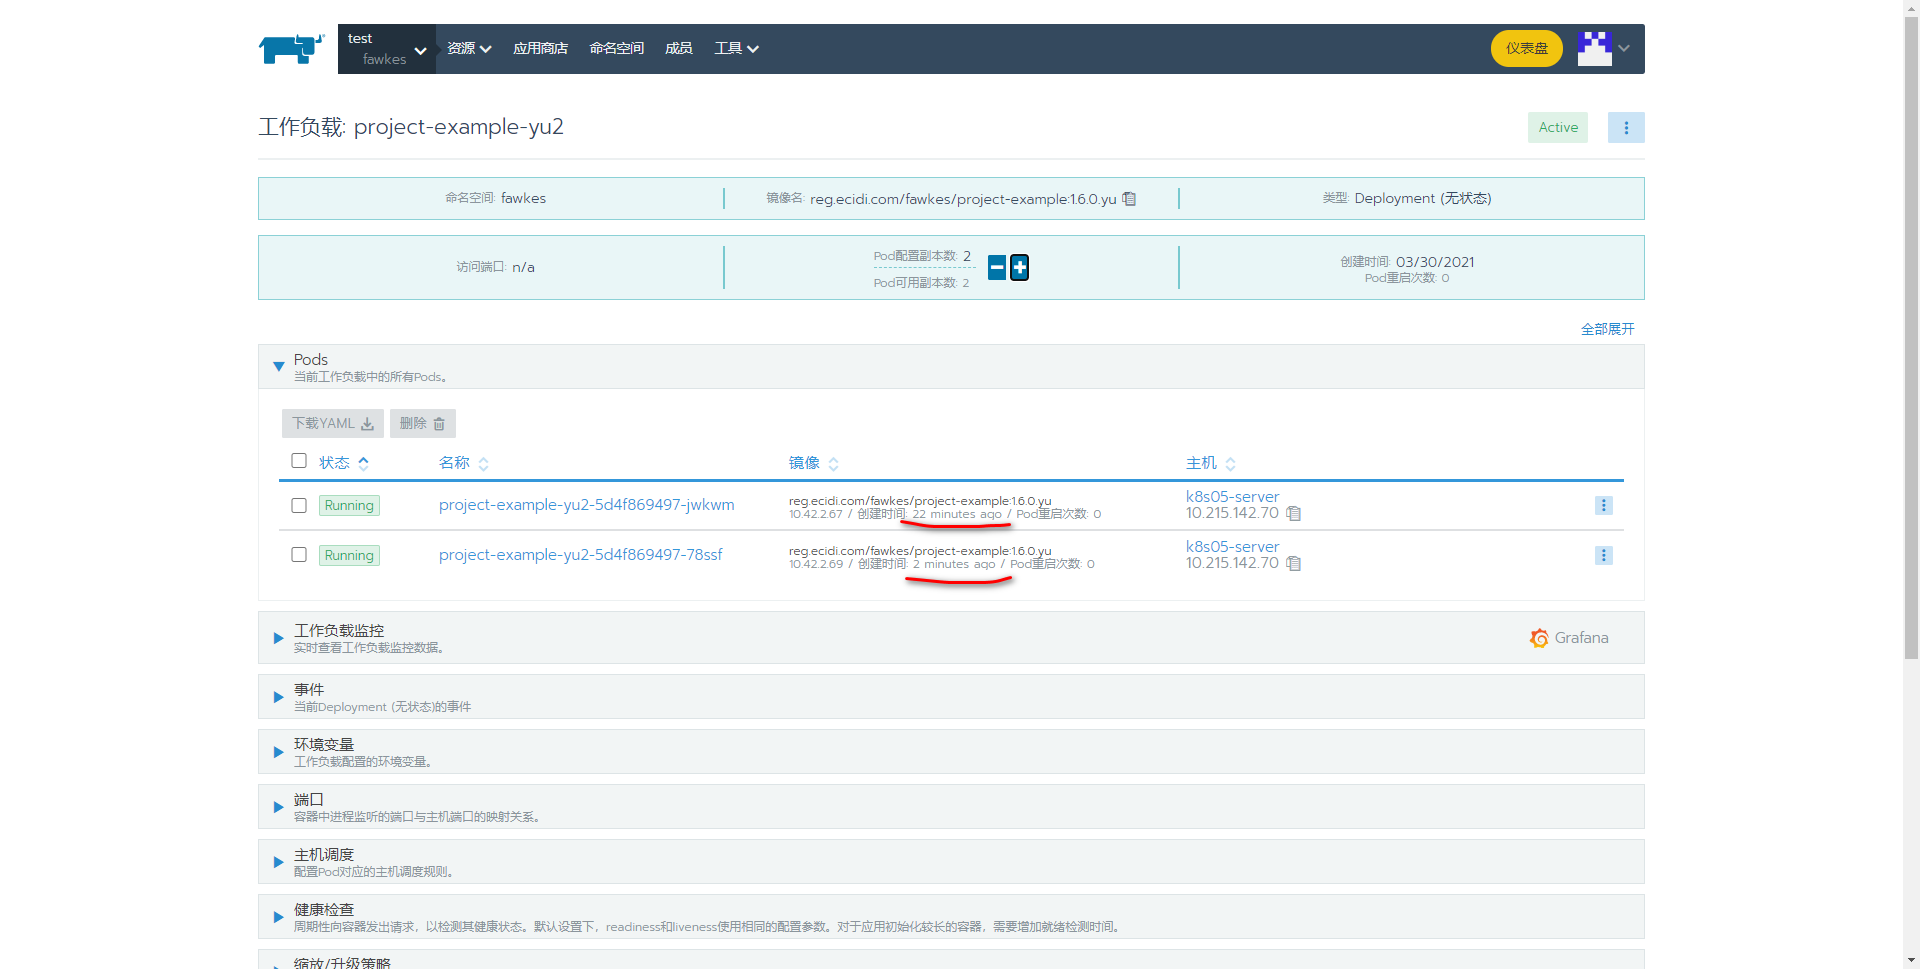 test
fawkes
资源
应用商店
命名空间
成员
工具
仪表盘
工作负载: project-example-yu2
Active
命名空间: fawkes
镜像名: reg.ecidi.com/fawkes/project-example:1.6.0.yu
类型: Deployment (无状态)
访问端口: n/a
Pod配置副本数: 2
Pod可用副本数: 2
创建时间: 03/30/2021
Pod重启次数: 0
全部展开
Pods
当前工作负载中的所有Pods。
下载YAML
删除
状态
名称
镜像
主机
Running
project-example-yu2-5d4f869497-jwkwm
reg.ecidi.com/fawkes/project-example:1.6.0.yu
10.42.2.67 / 创建时间: 22 minutes ago / Pod重启次数: 0
k8s05-server
10.215.142.70
Running
project-example-yu2-5d4f869497-78ssf
reg.ecidi.com/fawkes/project-example:1.6.0.yu
10.42.2.69 / 创建时间: 2 minutes ago / Pod重启次数: 0
k8s05-server
10.215.142.70
工作负载监控
实时查看工作负载监控数据。
Grafana
事件
当前Deployment (无状态)的事件
环境变量
工作负载配置的环境变量。
端口
容器中进程监听的端口与主机端口的映射关系。
主机调度
配置Pod对应的主机调度规则。
健康检查
周期性向容器发出请求，以检测其健康状态。默认设置下，readiness和liveness使用相同的配置参数。对于应用初始化较长的容器，需要增加就绪检测时间。
缩放/升级策略